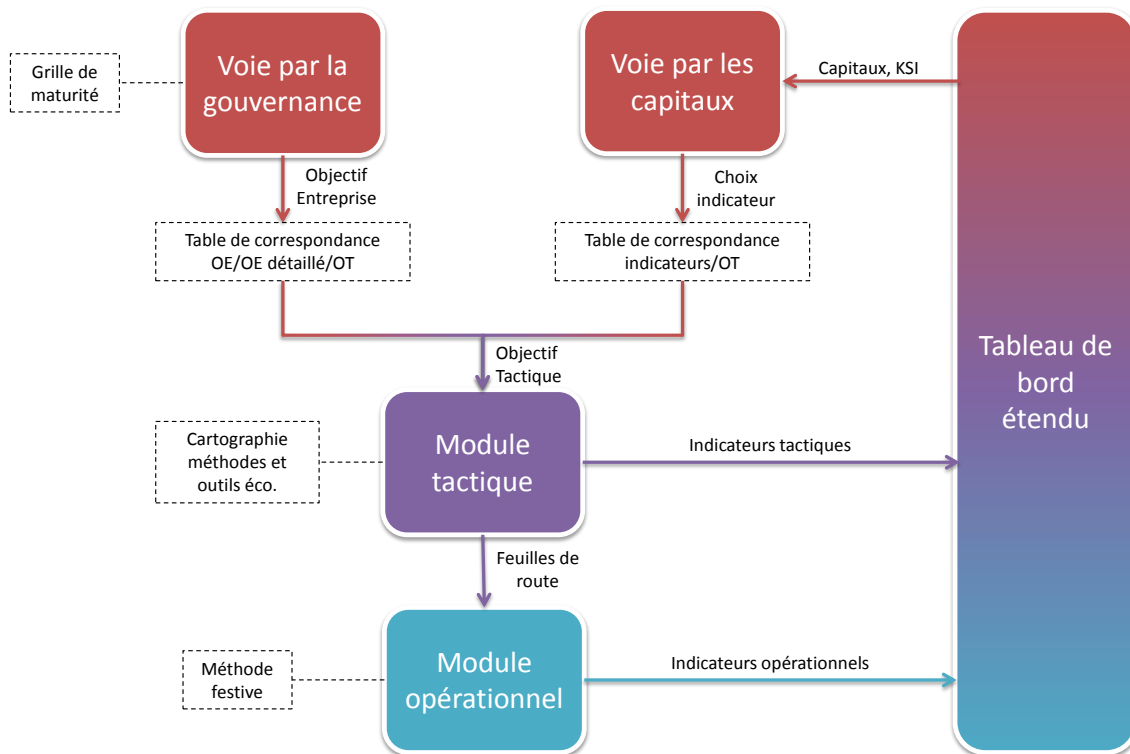 Grille de
maturité
Voie par la
gouvernance
Voie par les
capitaux
Capitaux, KSI
Objectif
Entreprise
Choix
indicateur
Table de correspondance
OE/OE détaillé/OT
Table de correspondance
indicateurs/OT
Objectif
Tactique
Tableau de
bord
étendu
Cartographie
méthodes et
outils éco.
Module
tactique
Indicateurs tactiques
Feuilles de
route
Méthode
festive
Module
opérationnel
Indicateurs opérationnels